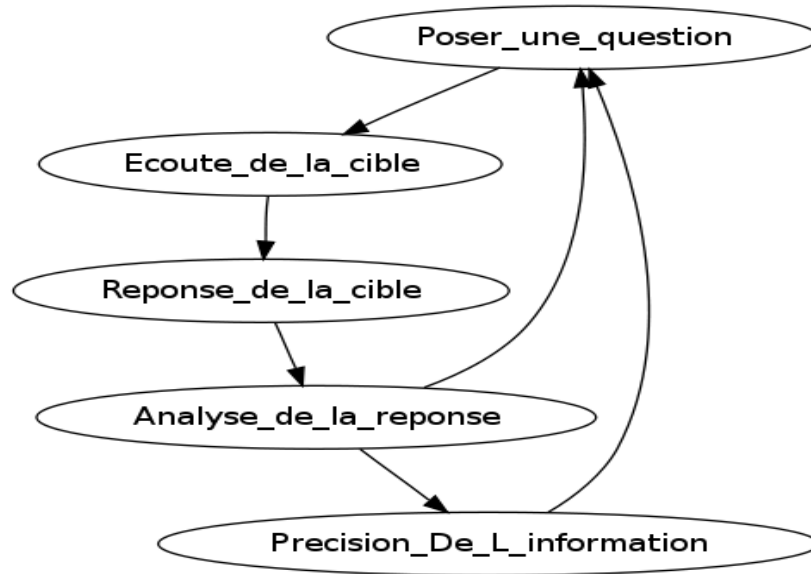 Poser_une_question
Ecoute_de_la_cible
Reponse_de_la_cible
Analyse_de_la_reponse
Precision_De_L_information